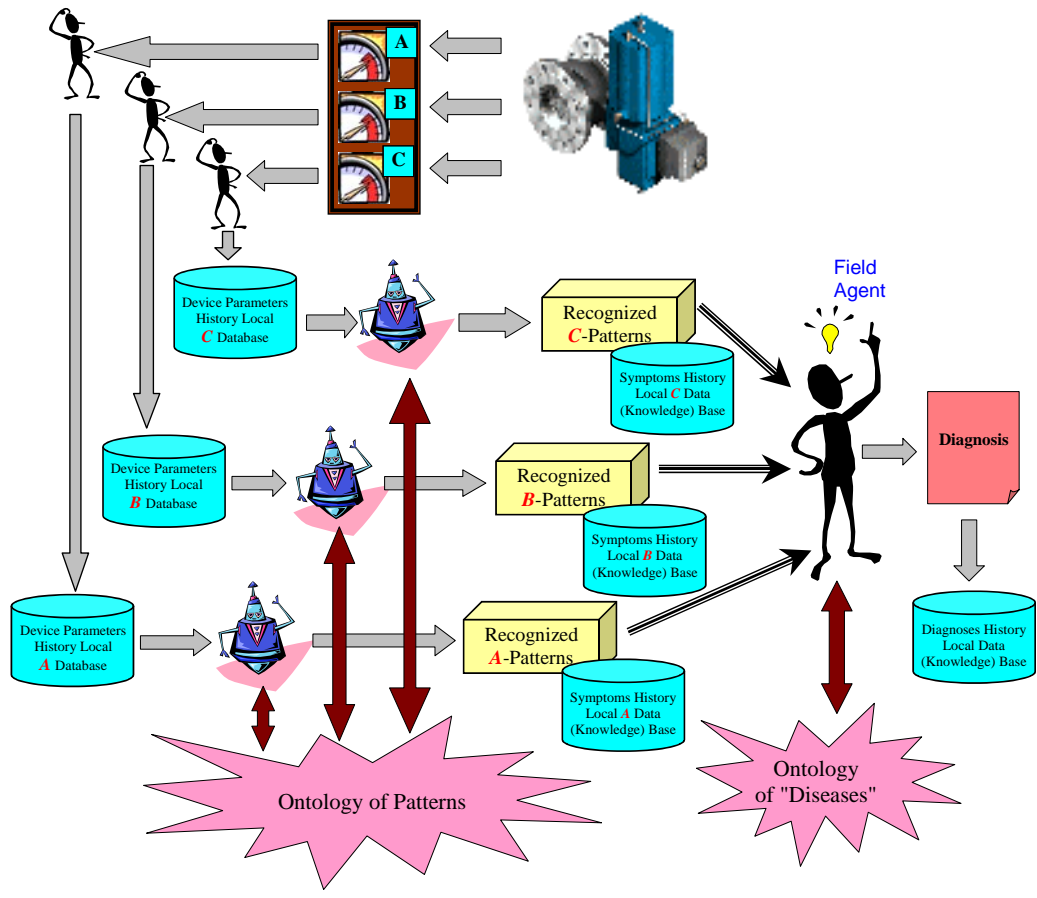 A
B
C
Field
Agent
Device Parameters
History Local
C Database
Recognized
C-Patterns
Symptoms History
Local C Data
(Knowledge) Base
Diagnosis
Device Parameters
History Local
B Database
Recognized
B-Patterns
Symptoms History
Local B Data
(Knowledge) Base
Device Parameters
History Local
A Database
Recognized
A-Patterns
Symptoms History
Local A Data
(Knowledge) Base
Diagnoses History
Local Data
(Knowledge) Base
Ontology of Patterns
Ontology
of "Diseases"